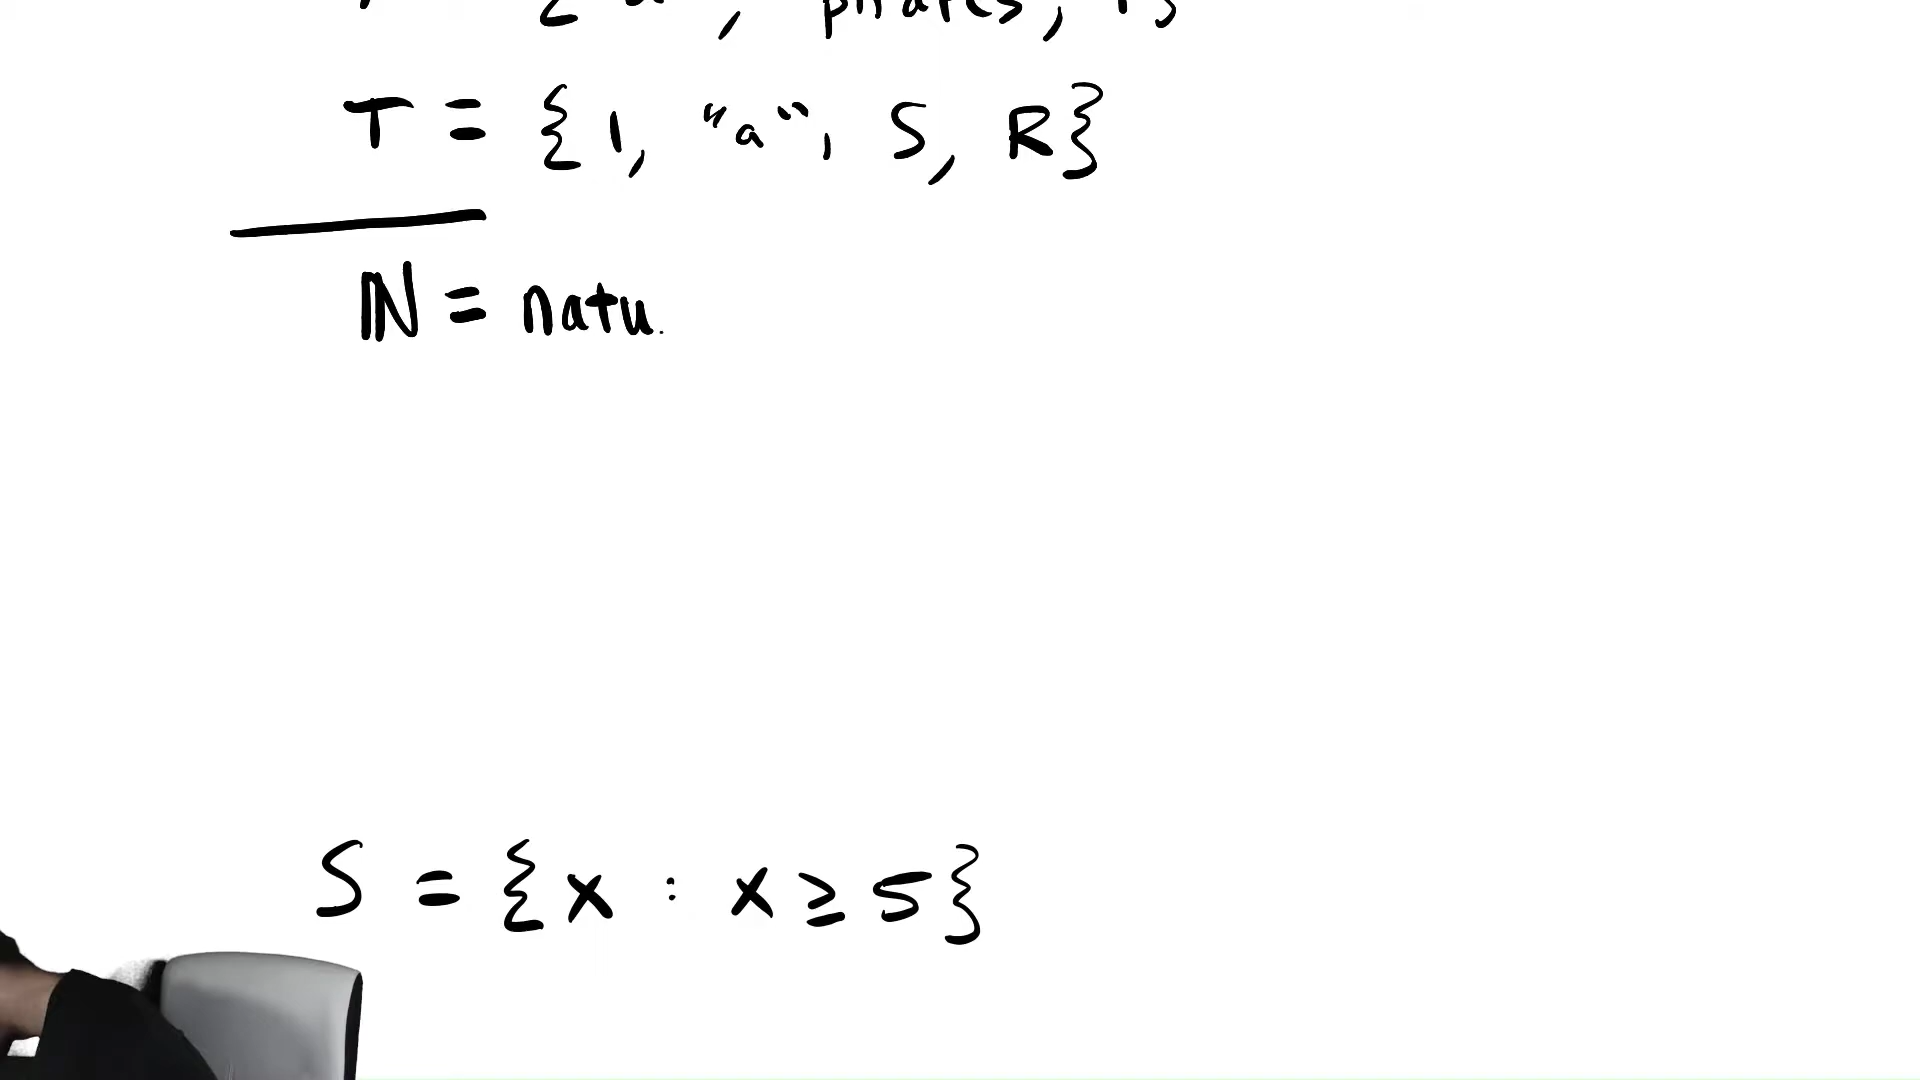 T = {1, "a", S, R}
ℕ = natu
S = {x : x ≥ 5}